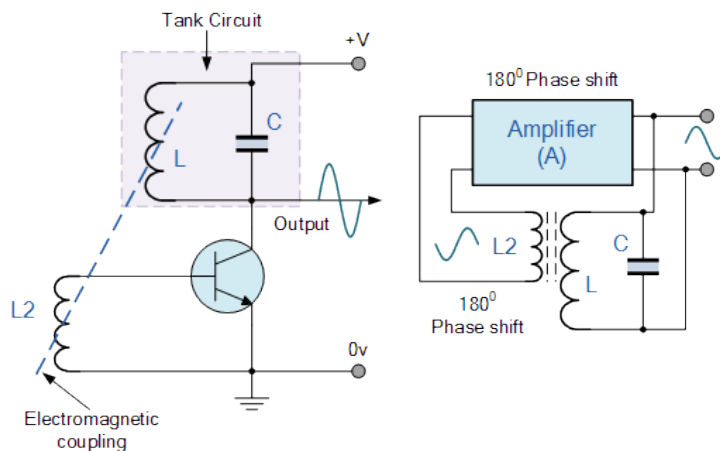 Tank Circuit
+V
C
L
Output
L2
0v
Electromagnetic
coupling
180⁰ Phase shift
Amplifier
(A)
L2
C
L
180⁰
Phase shift